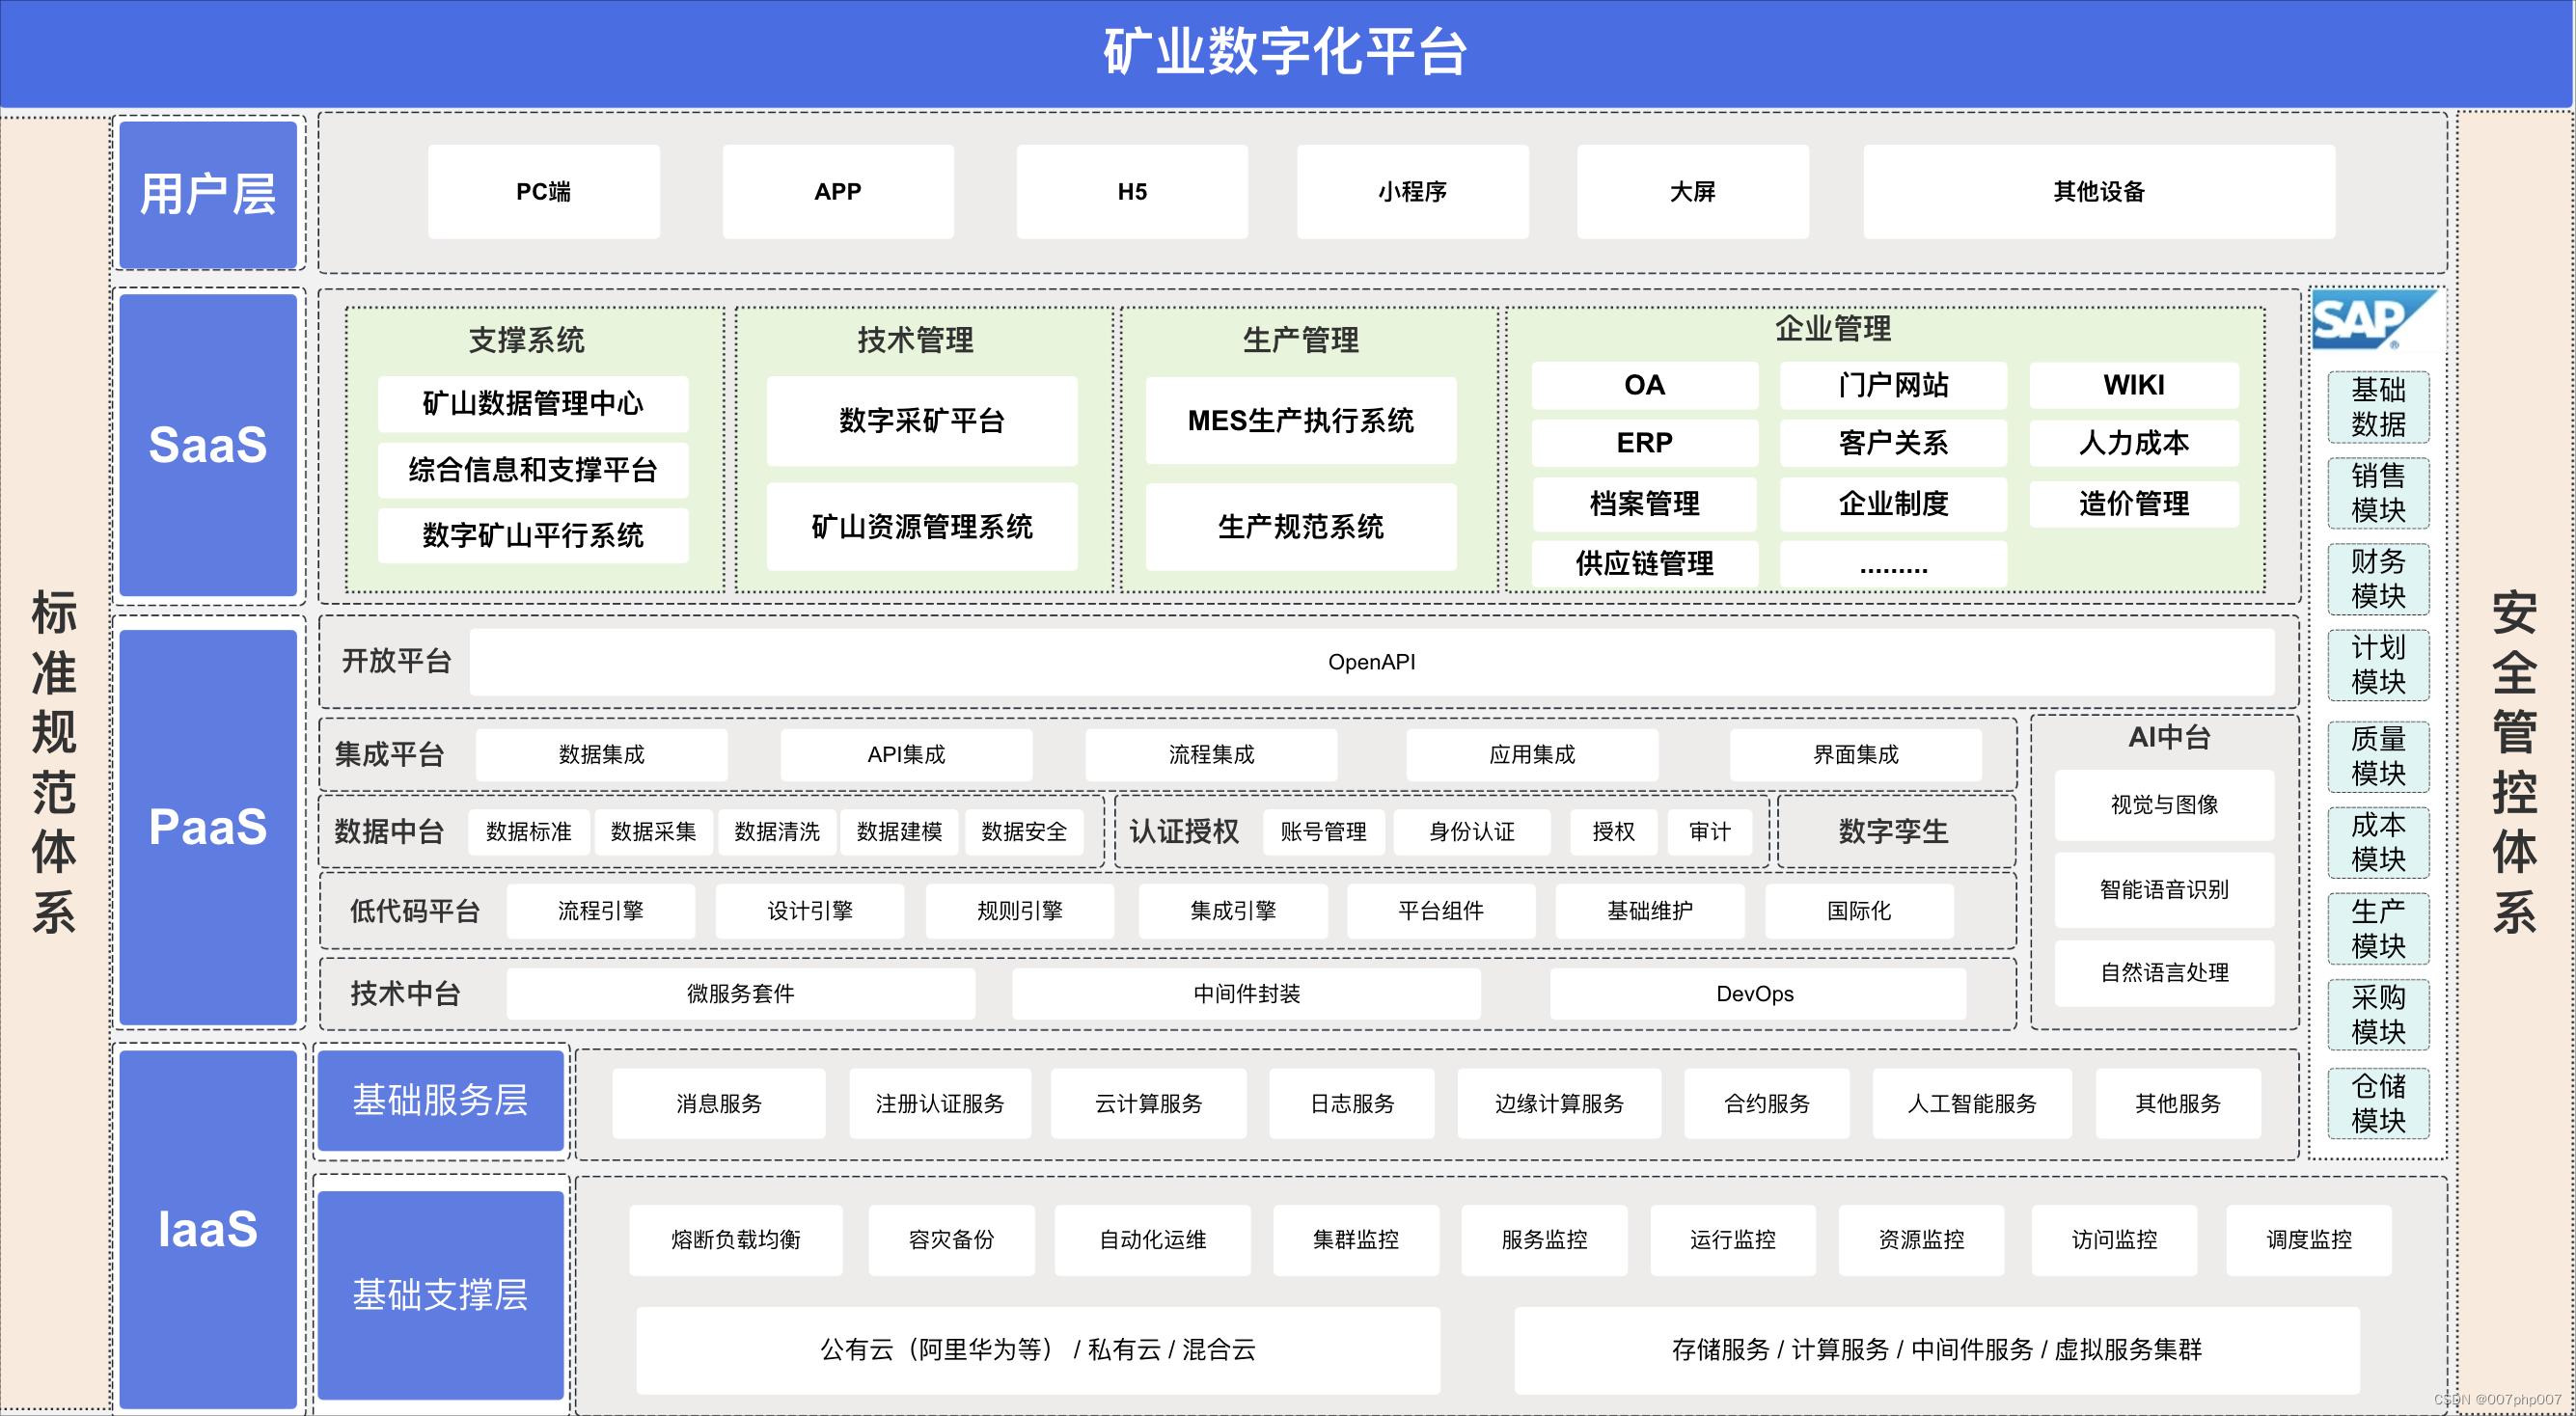 矿业数字化平台
标准规范体系
用户层
PC端
APP
H5
小程序
大屏
其他设备
SaaS
支撑系统
矿山数据管理中心
综合信息和支撑平台
数字矿山平行系统
技术管理
数字采矿平台
矿山资源管理系统
生产管理
MES生产执行系统
生产规范系统
企业管理
OA
门户网站
WIKI
ERP
客户关系
人力成本
档案管理
企业制度
造价管理
供应链管理
.........
PaaS
开放平台
OpenAPI
集成平台
数据集成
API集成
流程集成
应用集成
界面集成
数据中台
数据标准
数据采集
数据清洗
数据建模
数据安全
认证授权
账号管理
身份认证
授权
审计
数字孪生
低代码平台
流程引擎
设计引擎
规则引擎
集成引擎
平台组件
基础维护
国际化
技术中台
微服务套件
中间件封装
DevOps
AI中台
视觉与图像
智能语音识别
自然语言处理
IaaS
基础服务层
消息服务
注册认证服务
云计算服务
日志服务
边缘计算服务
合约服务
人工智能服务
其他服务
基础支撑层
熔断负载均衡
容灾备份
自动化运维
集群监控
服务监控
运行监控
资源监控
访问监控
调度监控
公有云（阿里华为等） / 私有云 / 混合云
存储服务 / 计算服务 / 中间件服务 / 虚拟服务集群
SAP®
基础
数据
销售
模块
财务
模块
计划
模块
质量
模块
成本
模块
生产
模块
采购
模块
仓储
模块
安全管控体系
CSDN @007php007